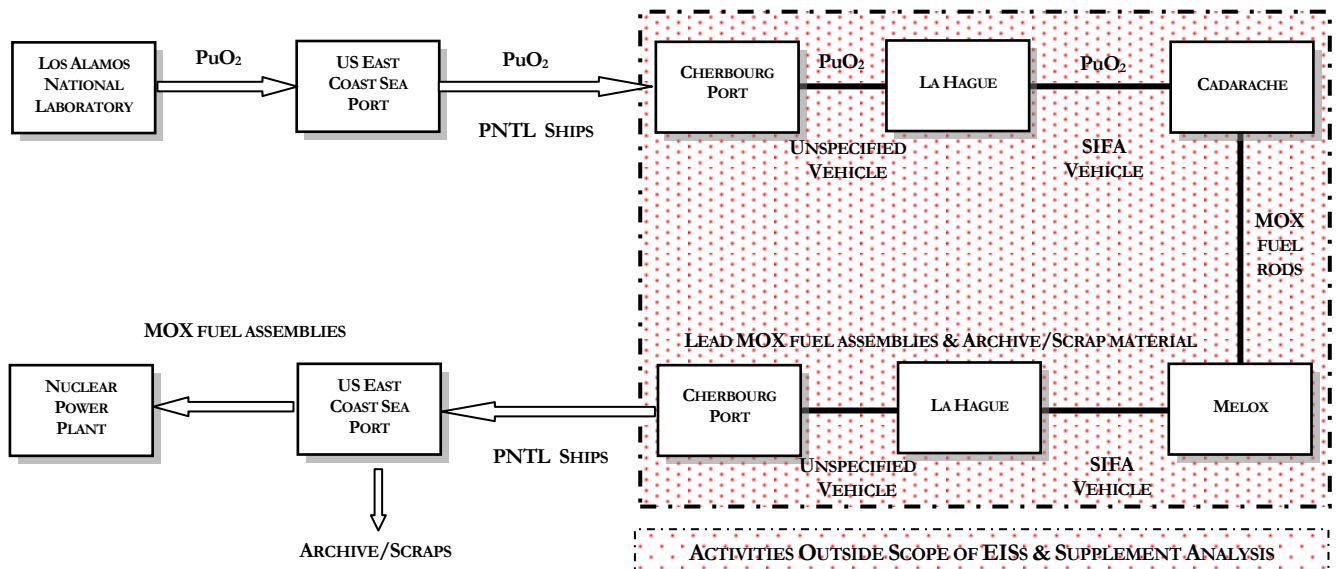 LOS ALAMOS
NATIONAL
LABORATORY
PuO₂
US EAST
COAST SEA
PORT
PuO₂
PNTL SHIPS
CHERBOURG
PORT
PuO₂
UNSPECIFIED
VEHICLE
LA HAGUE
PuO₂
SIFA
VEHICLE
CADARACHE
MOX
FUEL
RODS
MOX FUEL ASSEMBLIES
LEAD MOX FUEL ASSEMBLIES & ARCHIVE/SCRAP MATERIAL
NUCLEAR
POWER
PLANT
US EAST
COAST SEA
PORT
PNTL SHIPS
CHERBOURG
PORT
UNSPECIFIED
VEHICLE
LA HAGUE
SIFA
VEHICLE
MELOX
ARCHIVE/SCRAPS
ACTIVITIES OUTSIDE SCOPE OF EISS & SUPPLEMENT ANALYSIS